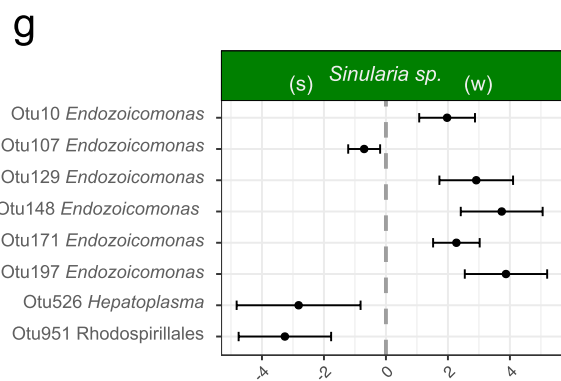 g
Sinularia sp.
(s) (w)
Otu10 Endozoicomonas
Otu107 Endozoicomonas
Otu129 Endozoicomonas
Otu148 Endozoicomonas
Otu171 Endozoicomonas
Otu197 Endozoicomonas
Otu526 Hepatoplasma
Otu951 Rhodospirillales
-4 -2 0 2 4